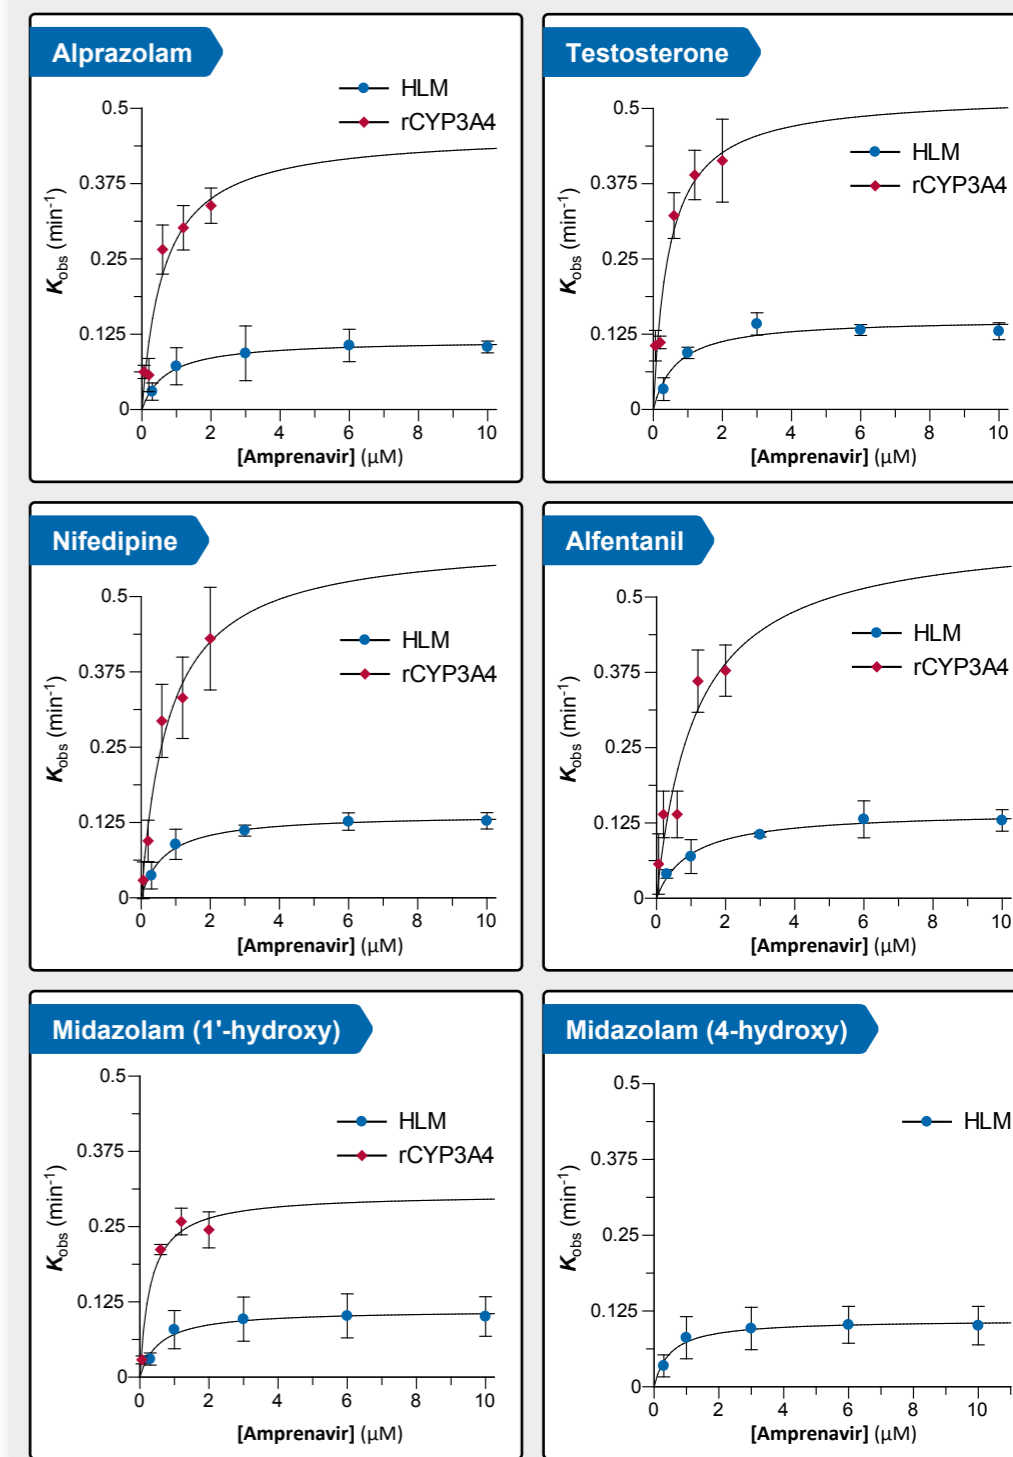 Alprazolam
HLM
rCYP3A4
0.5
0.375
0.25
0.125
0
Kobs (min-1)
0 2 4 6 8 10
[Amprenavir] (µM)
Testosterone
HLM
rCYP3A4
0.5
0.375
0.25
0.125
0
Kobs (min-1)
0 2 4 6 8 10
[Amprenavir] (µM)
Nifedipine
HLM
rCYP3A4
0.5
0.375
0.25
0.125
0
Kobs (min-1)
0 2 4 6 8 10
[Amprenavir] (µM)
Alfentanil
HLM
rCYP3A4
0.5
0.375
0.25
0.125
0
Kobs (min-1)
0 2 4 6 8 10
[Amprenavir] (µM)
Midazolam (1'-hydroxy)
HLM
rCYP3A4
0.5
0.375
0.25
0.125
0
Kobs (min-1)
0 2 4 6 8 10
[Amprenavir] (µM)
Midazolam (4-hydroxy)
HLM
0.5
0.375
0.25
0.125
0
Kobs (min-1)
0 2 4 6 8 10
[Amprenavir] (µM)